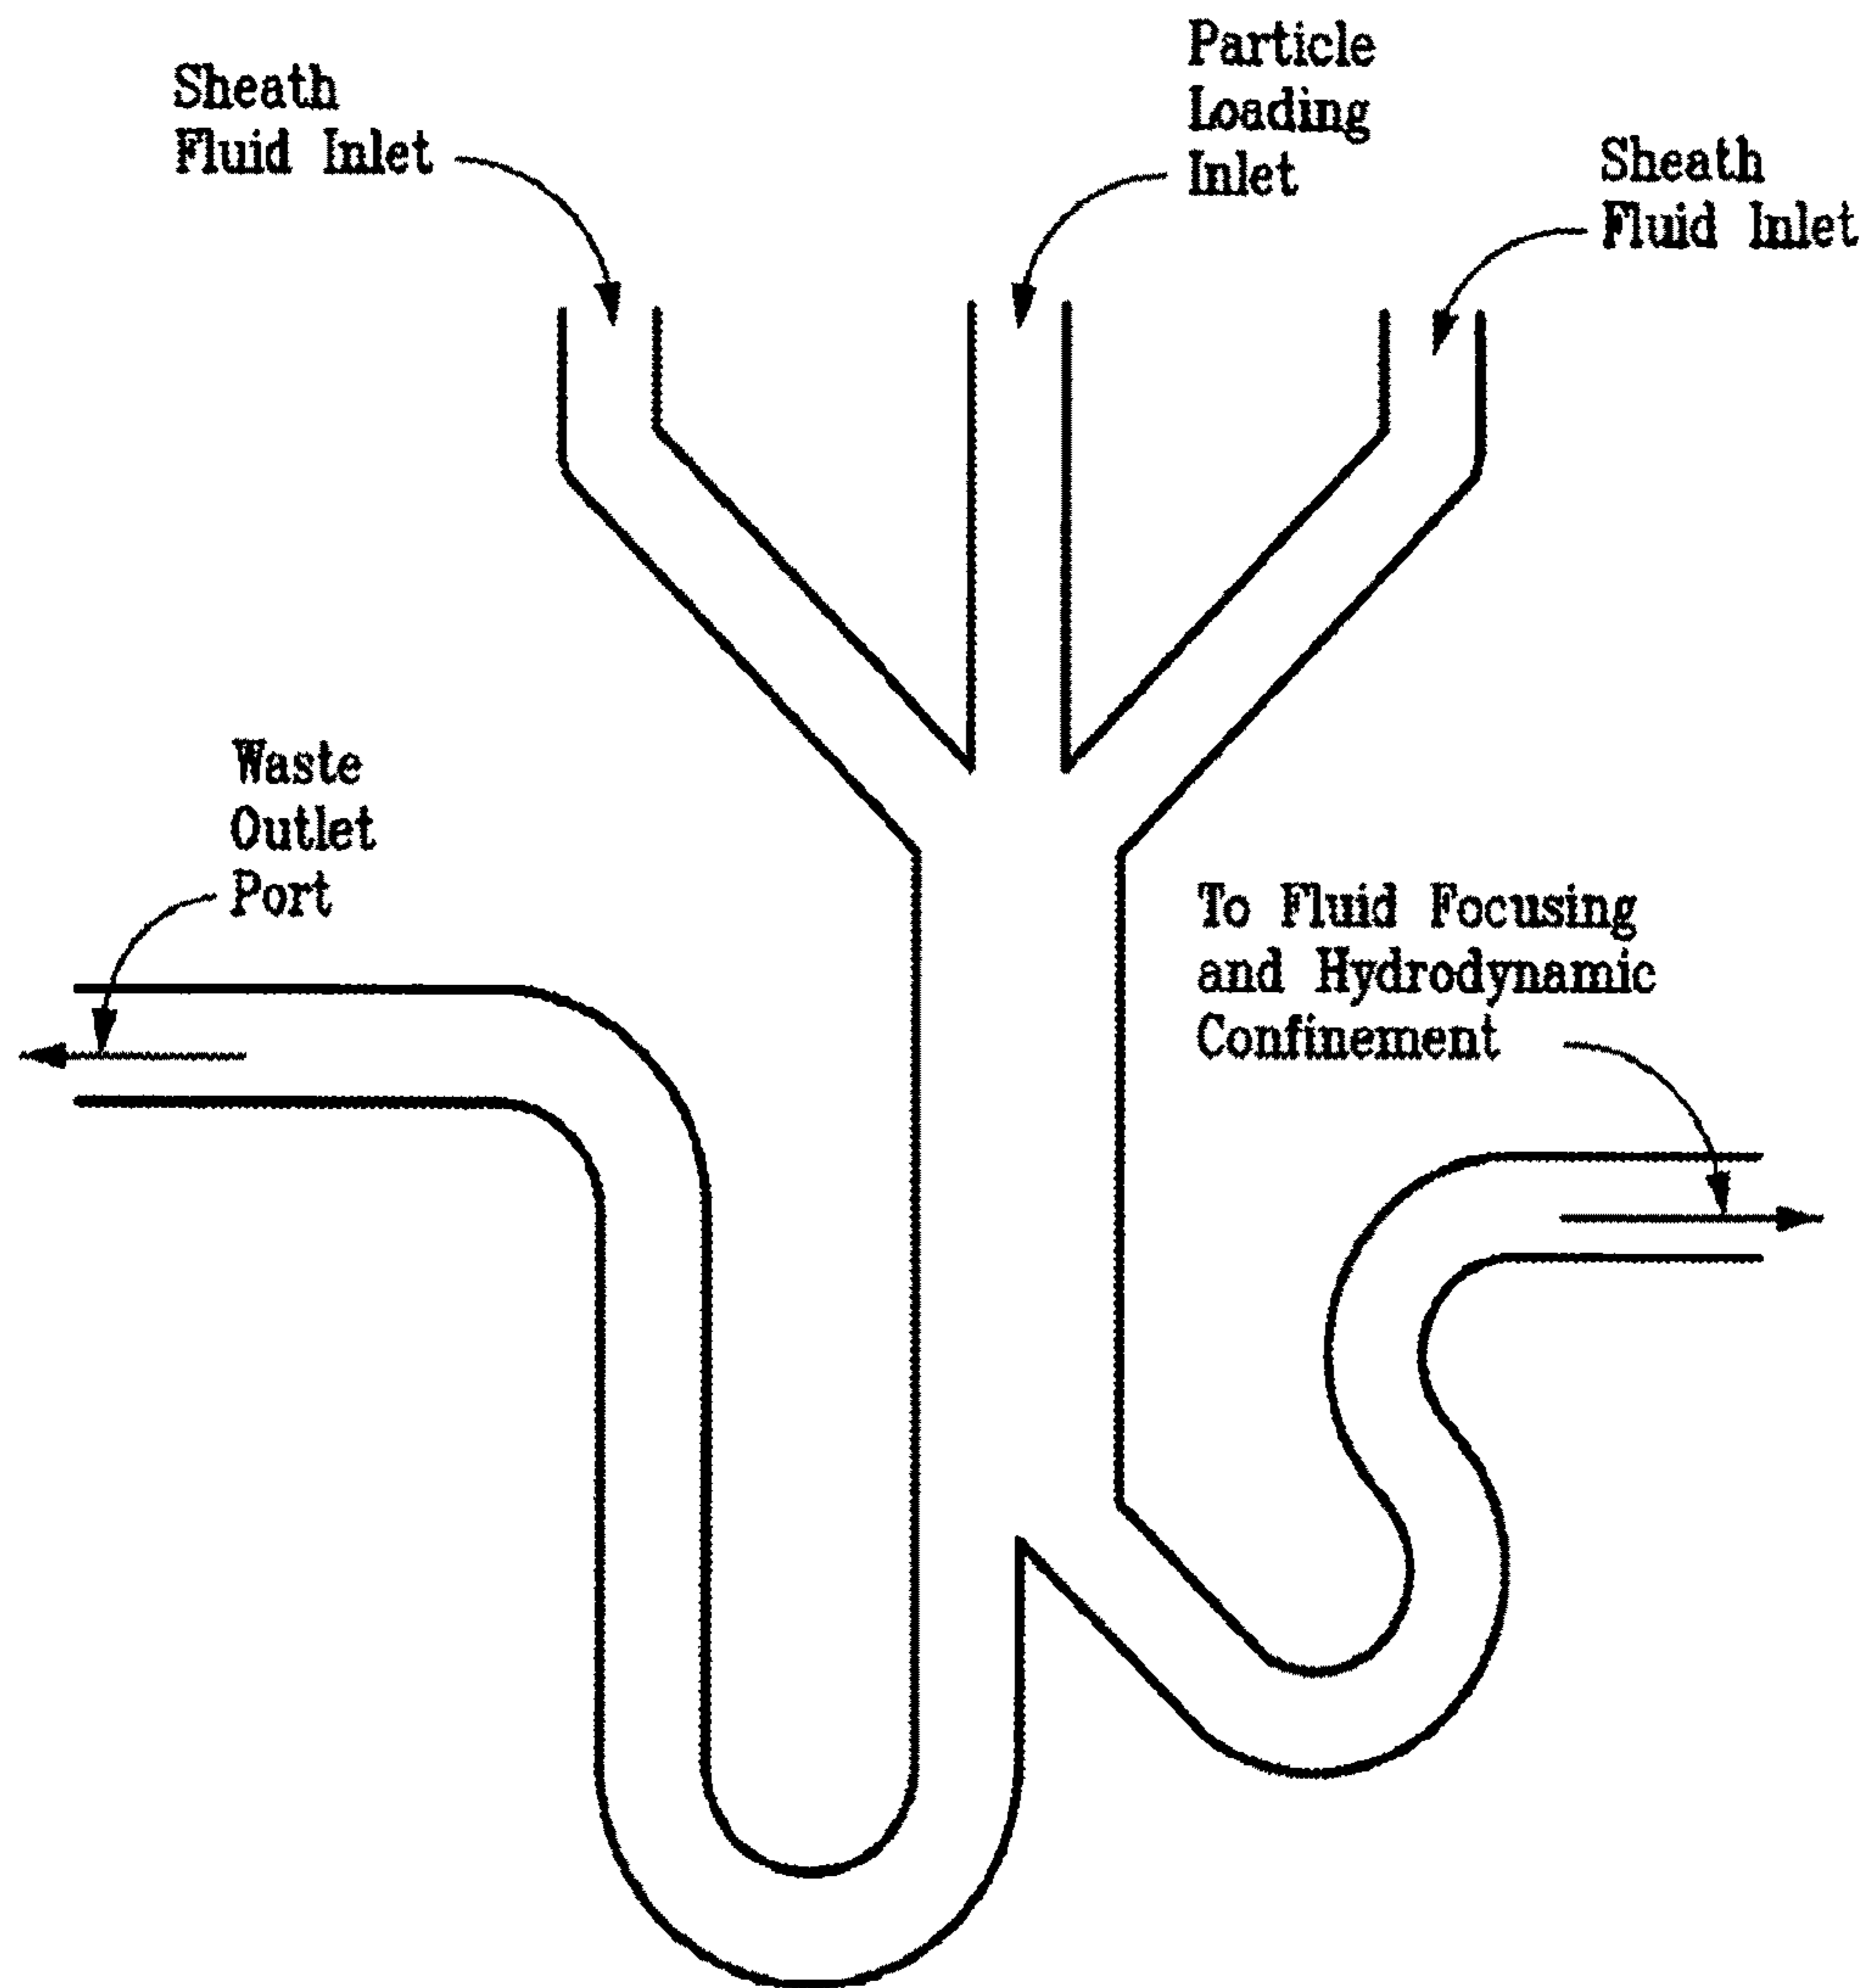 Sheath
Fluid Inlet
Particle
Loading
Inlet
Sheath
Fluid Inlet
Waste
Outlet
Port
To Fluid Focusing
and Hydrodynamic
Confinement